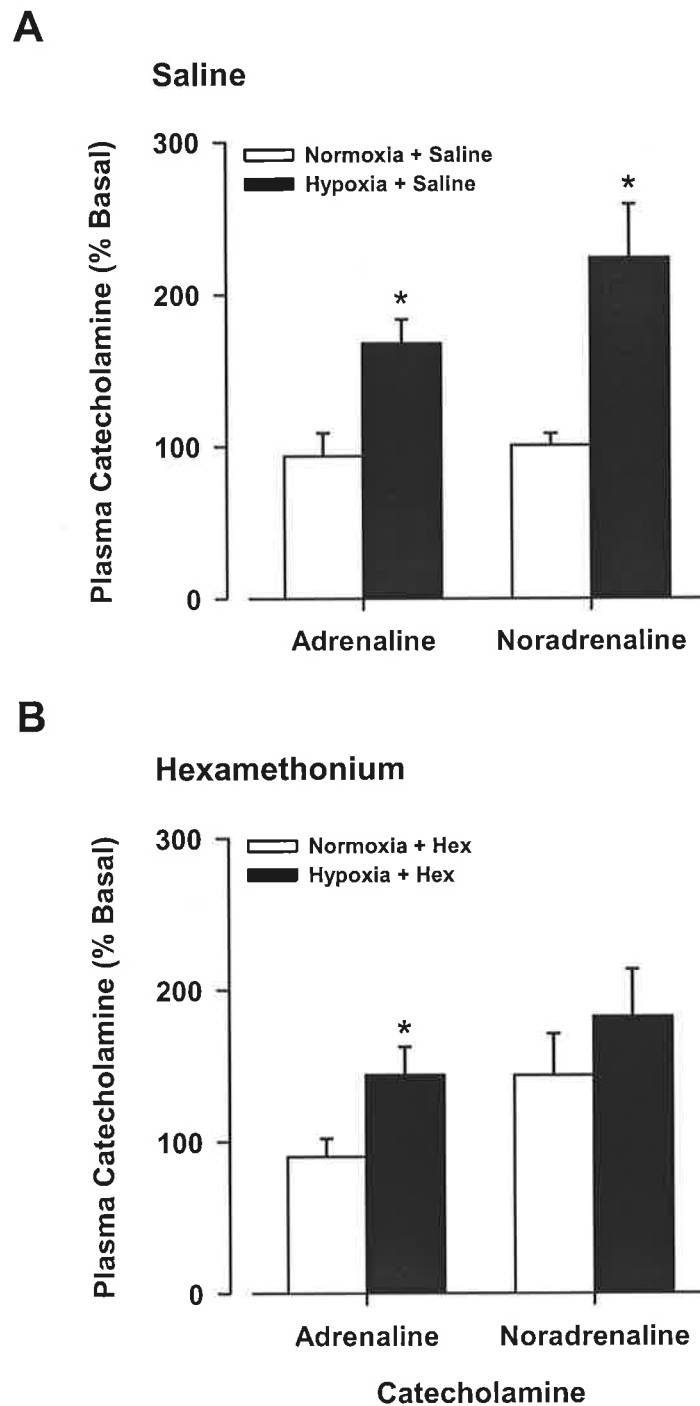 A
Saline
300
Normoxia + Saline
Hypoxia + Saline
*
*
200
100
0
Plasma Catecholamine (% Basal)
Adrenaline
Noradrenaline
B
Hexamethonium
300
Normoxia + Hex
Hypoxia + Hex
200
*
100
0
Plasma Catecholamine (% Basal)
Adrenaline
Noradrenaline
Catecholamine